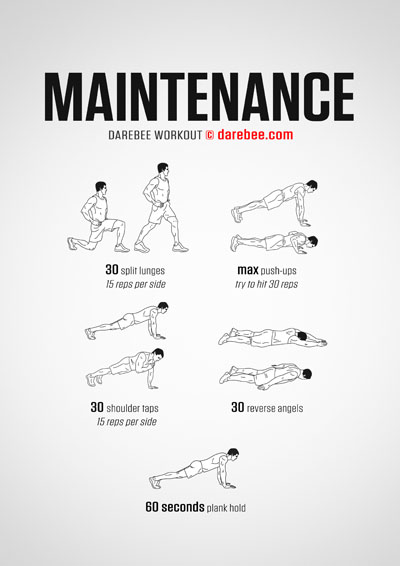 MAINTENANCE
DAREBEE WORKOUT © darebee.com
30 split lunges
15 reps per side
max push-ups
try to hit 30 reps
30 shoulder taps
15 reps per side
30 reverse angels
60 seconds plank hold